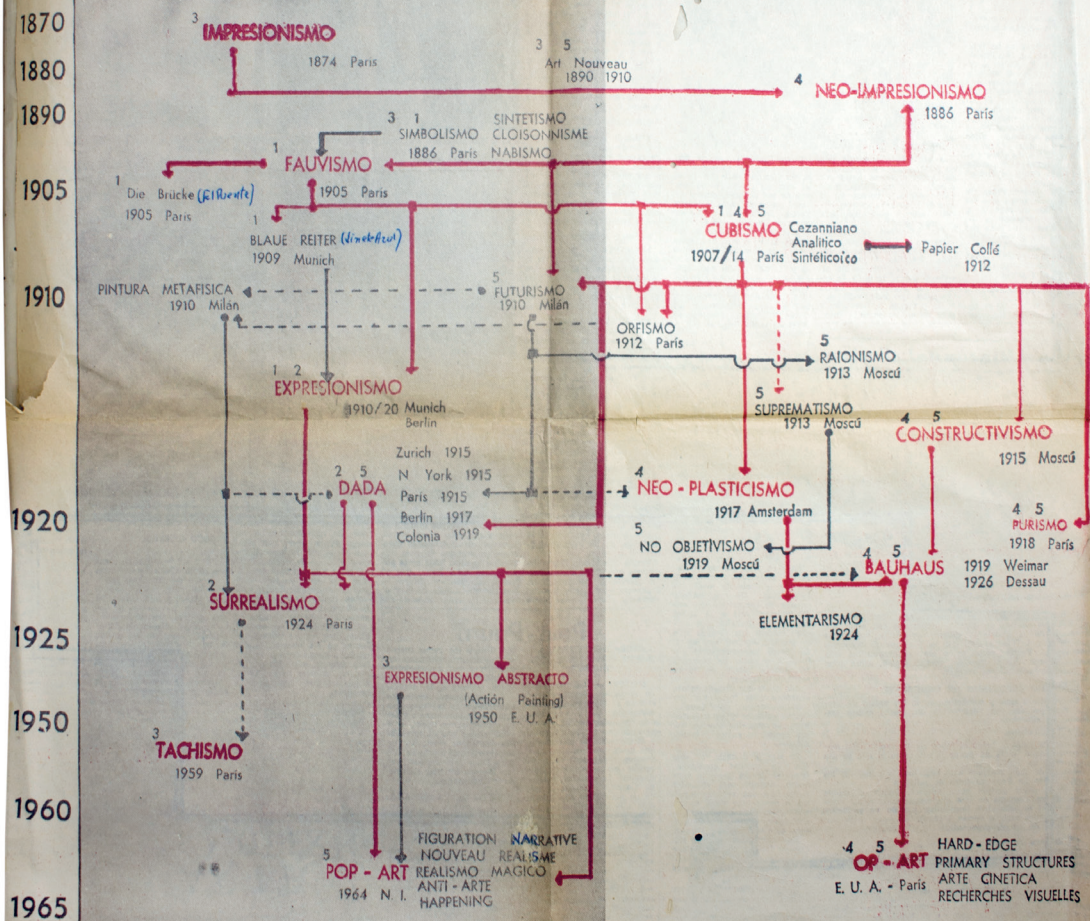 1870
3
IMPRESIONISMO
1874 Paris
3 5
Art Nouveau
1890 1910
1880
4
NEO-IMPRESIONISMO
1886 Paris
1890
3 1 SINTETISMO
SIMBOLISMO CLOISONNISME
1886 Paris NABISMO
1
FAUVISMO
1905 Paris
1905
1
Die Brücke (El Puente)
1905 Paris
1
BLAUE REITER (Jinete Azul)
1909 Munich
1 4 5
CUBISMO Cezanniano
Analitico
1907/14 Paris Sintéticoico
Papier Collé
1912
1910
PINTURA METAFISICA
1910 Milán
5
FUTURISMO
1910 Milán
ORFISMO
1912 París
5
RAIONISMO
1913 Moscú
1 2
EXPRESIONISMO
1910/20 Munich
Berlin
5
SUPREMATISMO
1913 Moscú
4 5
CONSTRUCTIVISMO
1915 Moscú
2 5
DADA
Zurich 1915
N York 1915
Paris 1915
Berlin 1917
Colonia 1919
4
NEO - PLASTICISMO
1917 Amsterdam
1920
4 5
PURISMO
1918 París
5
NO OBJETIVISMO
1919 Moscú
4 5
BAUHAUS
1919 Weimar
1926 Dessau
2
SURREALISMO
1924 Paris
ELEMENTARISMO
1924
1925
3
EXPRESIONISMO ABSTRACTO
(Actión Painting)
1950 E. U. A.
1950
3
TACHISMO
1959 Paris
1960
5
POP - ART
1964 N. I.
FIGURATION NARRATIVE
NOUVEAU REALISME
REALISMO MAGICO
ANTI - ARTE
HAPPENING
4 5
OP - ART
E. U. A. - Paris
HARD - EDGE
PRIMARY STRUCTURES
ARTE CINETICA
RECHERCHES VISUELLES
1965